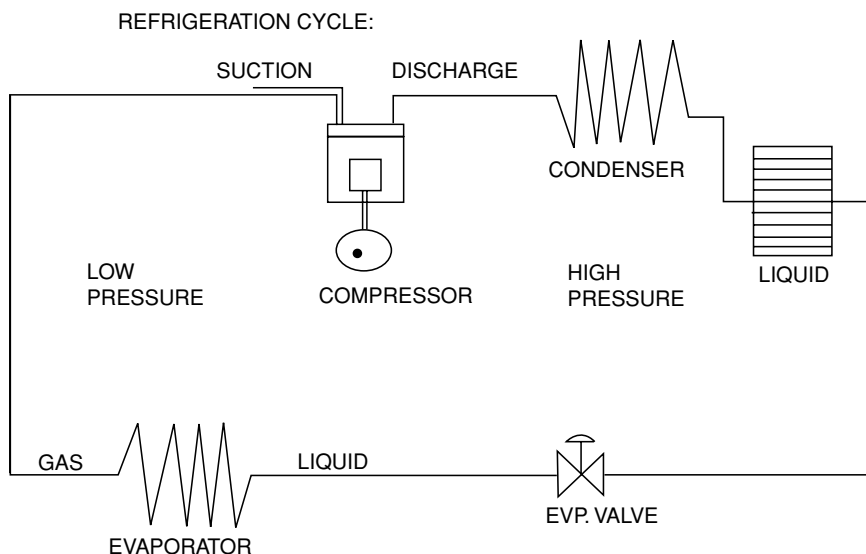 REFRIGERATION CYCLE:
SUCTION
DISCHARGE
CONDENSER
LOW
PRESSURE
COMPRESSOR
HIGH
PRESSURE
LIQUID
GAS
LIQUID
EVP. VALVE
EVAPORATOR